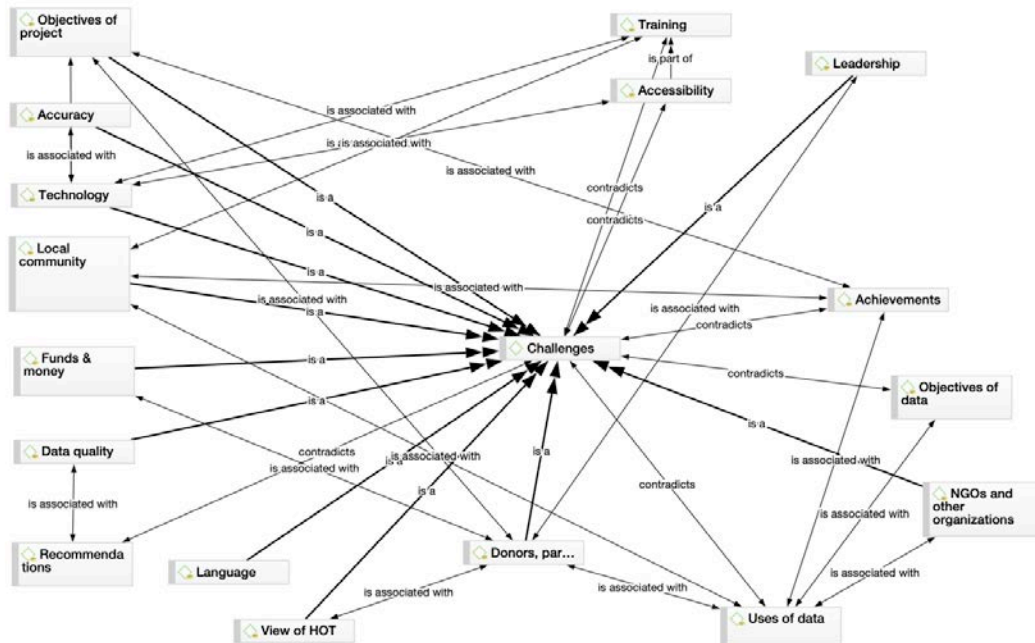 Objectives of
project
Training
is part of
Leadership
Accessibility
Accuracy
is associated with
is associated with
is associated with
is associated with
Technology
is associated with
contradicts
is a
contradicts
is a
is a
Local
community
is a
is associated with
is associated with
is associated with
Achievements
is a
contradicts
Challenges
Funds &
money
is a
contradicts
Objectives of
data
is a
is a
Data quality
contradicts
is associated with
is associated with
is a
is a
is a
is associated with
contradicts
NGOs and
other
organizations
is associated with
is associated with
Recommenda
tions
Donors, par...
Language
is associated with
is associated with
is associated with
View of HOT
Uses of data